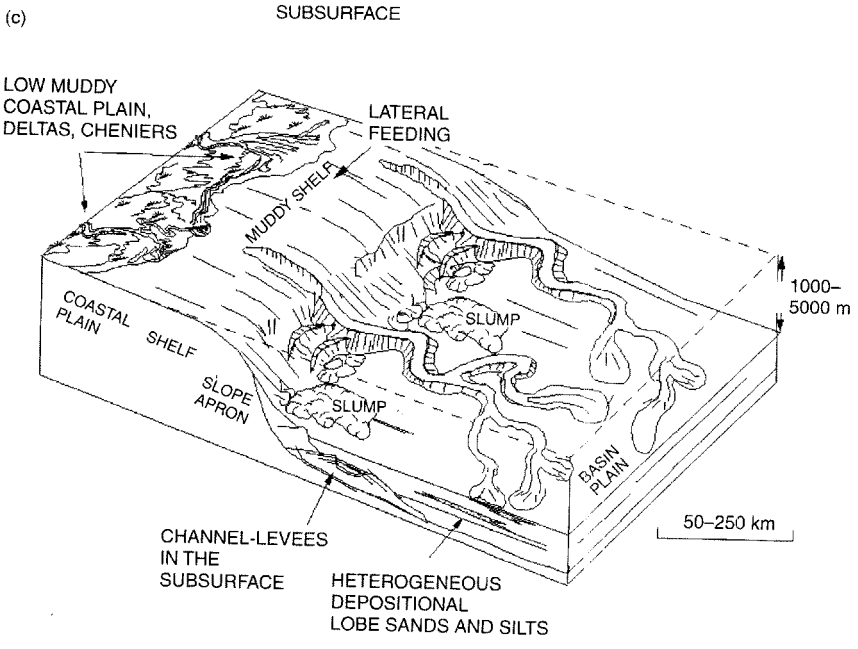 (c)
SUBSURFACE
LOW MUDDY
COASTAL PLAIN,
DELTAS, CHENIERS
LATERAL
FEEDING
MUDDY SHELF
1000–
5000 m
COASTAL
PLAIN
SHELF
SLOPE
APRON
SLUMP
SLUMP
BASIN
PLAIN
50–250 km
CHANNEL-LEVEES
IN THE
SUBSURFACE
HETEROGENEOUS
DEPOSITIONAL
LOBE SANDS AND SILTS